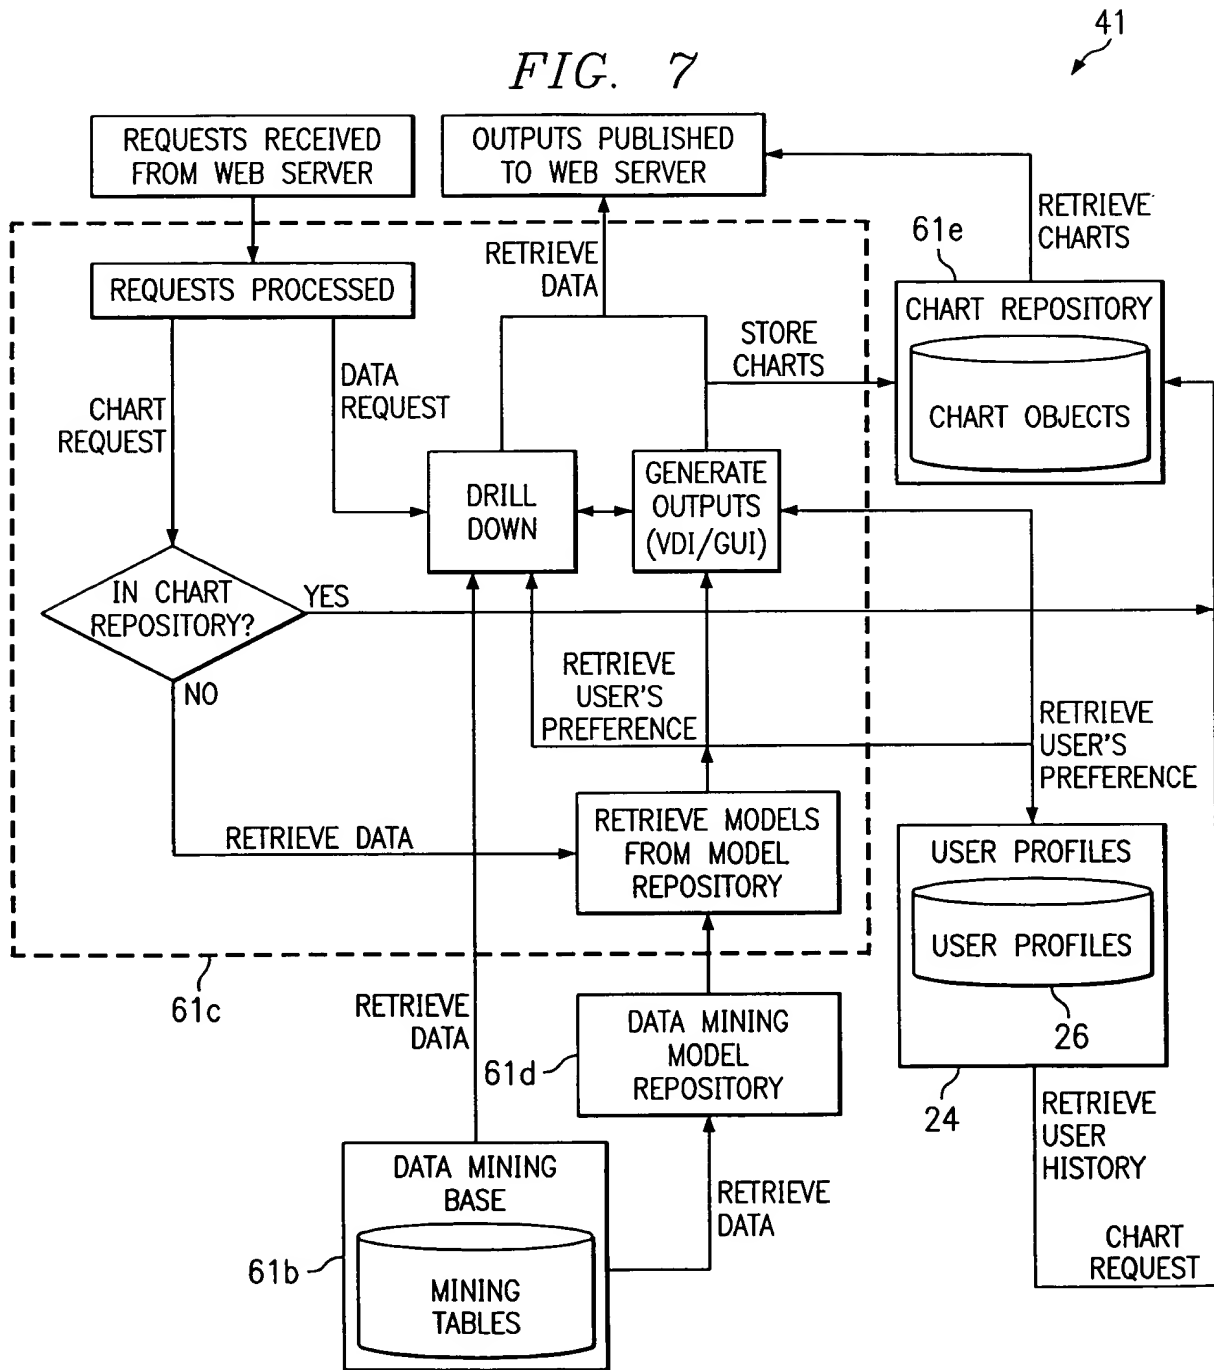 41
FIG. 7
REQUESTS RECEIVED
FROM WEB SERVER
OUTPUTS PUBLISHED
TO WEB SERVER
RETRIEVE
CHARTS
61e
RETRIEVE
DATA
REQUESTS PROCESSED
CHART REPOSITORY
CHART OBJECTS
STORE
CHARTS
DATA
REQUEST
CHART
REQUEST
DRILL
DOWN
GENERATE
OUTPUTS
(VDI/GUI)
IN CHART
REPOSITORY?
YES
NO
RETRIEVE
USER'S
PREFERENCE
RETRIEVE
USER'S
PREFERENCE
RETRIEVE DATA
RETRIEVE MODELS
FROM MODEL
REPOSITORY
USER PROFILES
USER PROFILES
26
24
61c
RETRIEVE
DATA
61d
DATA MINING
MODEL
REPOSITORY
RETRIEVE
USER
HISTORY
DATA MINING
BASE
MINING
TABLES
61b
RETRIEVE
DATA
CHART
REQUEST